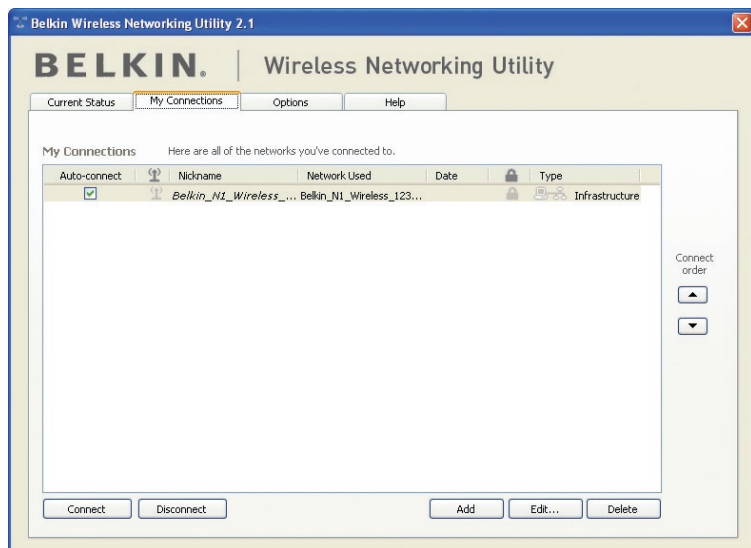 Belkin Wireless Networking Utility 2.1
BELKIN. | Wireless Networking Utility
Current Status My Connections Options Help
My Connections Here are all of the networks you've connected to.
Auto-connect Nickname Network Used Date Type
Belkin_N1_Wireless_... Belkin_N1_Wireless_123... Infrastructure
Connect
order
Connect Disconnect Add Edit... Delete